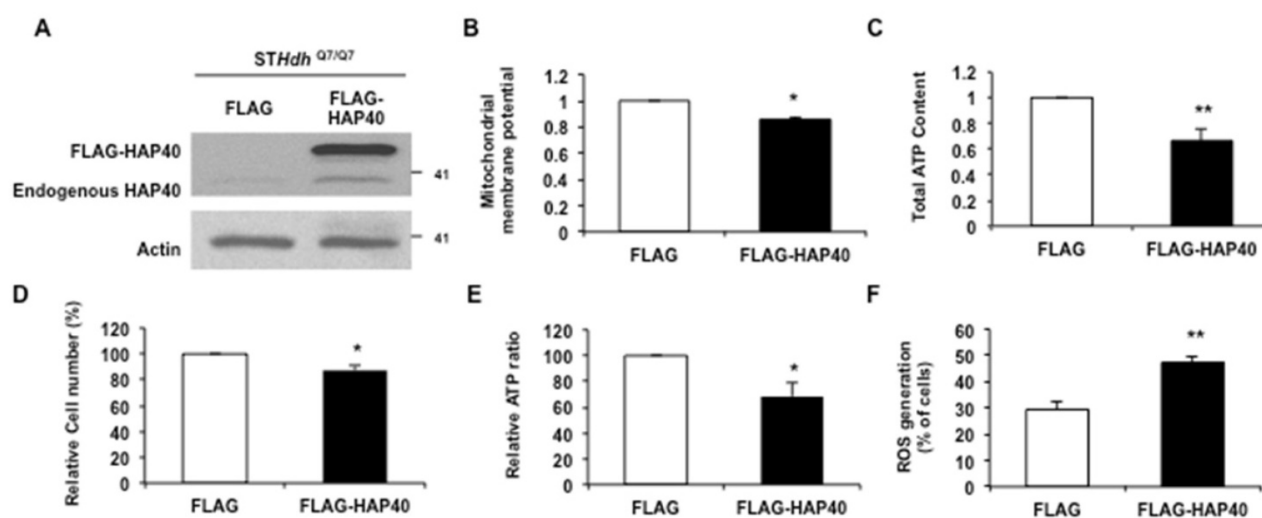 A
STHdh Q7/Q7
FLAG
FLAG-
HAP40
FLAG-HAP40
Endogenous HAP40
Actin
41
41
B
Mitochondrial
membrane potential
1.2
1
0.8
0.6
0.4
0.2
0
*
FLAG
FLAG-HAP40
C
Total ATP Content
1.2
1
0.8
0.6
0.4
0.2
0
**
FLAG
FLAG-HAP40
D
Relative Cell number (%)
120
100
80
60
40
20
0
*
FLAG
FLAG-HAP40
E
Relative ATP ratio
120
100
80
60
40
20
0
*
FLAG
FLAG-HAP40
F
ROS generation
(% of cells)
60
50
40
30
20
10
0
**
FLAG
FLAG-HAP40